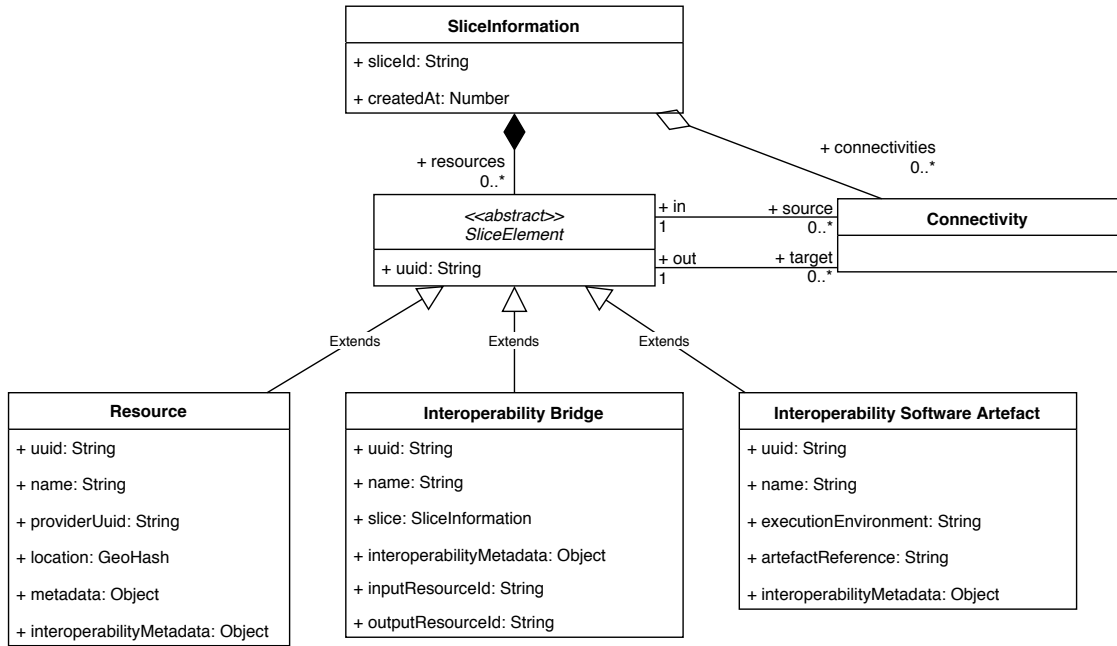 SliceInformation
+ sliceId: String
+ createdAt: Number
+ resources
0..*
+ connectivities
0..*
<<abstract>>
SliceElement
+ uuid: String
+ in
1
+ source
0..*
+ out
1
+ target
0..*
Connectivity
Extends
Extends
Extends
Resource
+ uuid: String
+ name: String
+ providerUuid: String
+ location: GeoHash
+ metadata: Object
+ interoperabilityMetadata: Object
Interoperability Bridge
+ uuid: String
+ name: String
+ slice: SliceInformation
+ interoperabilityMetadata: Object
+ inputResourceId: String
+ outputResourceId: String
Interoperability Software Artefact
+ uuid: String
+ name: String
+ executionEnvironment: String
+ artefactReference: String
+ interoperabilityMetadata: Object